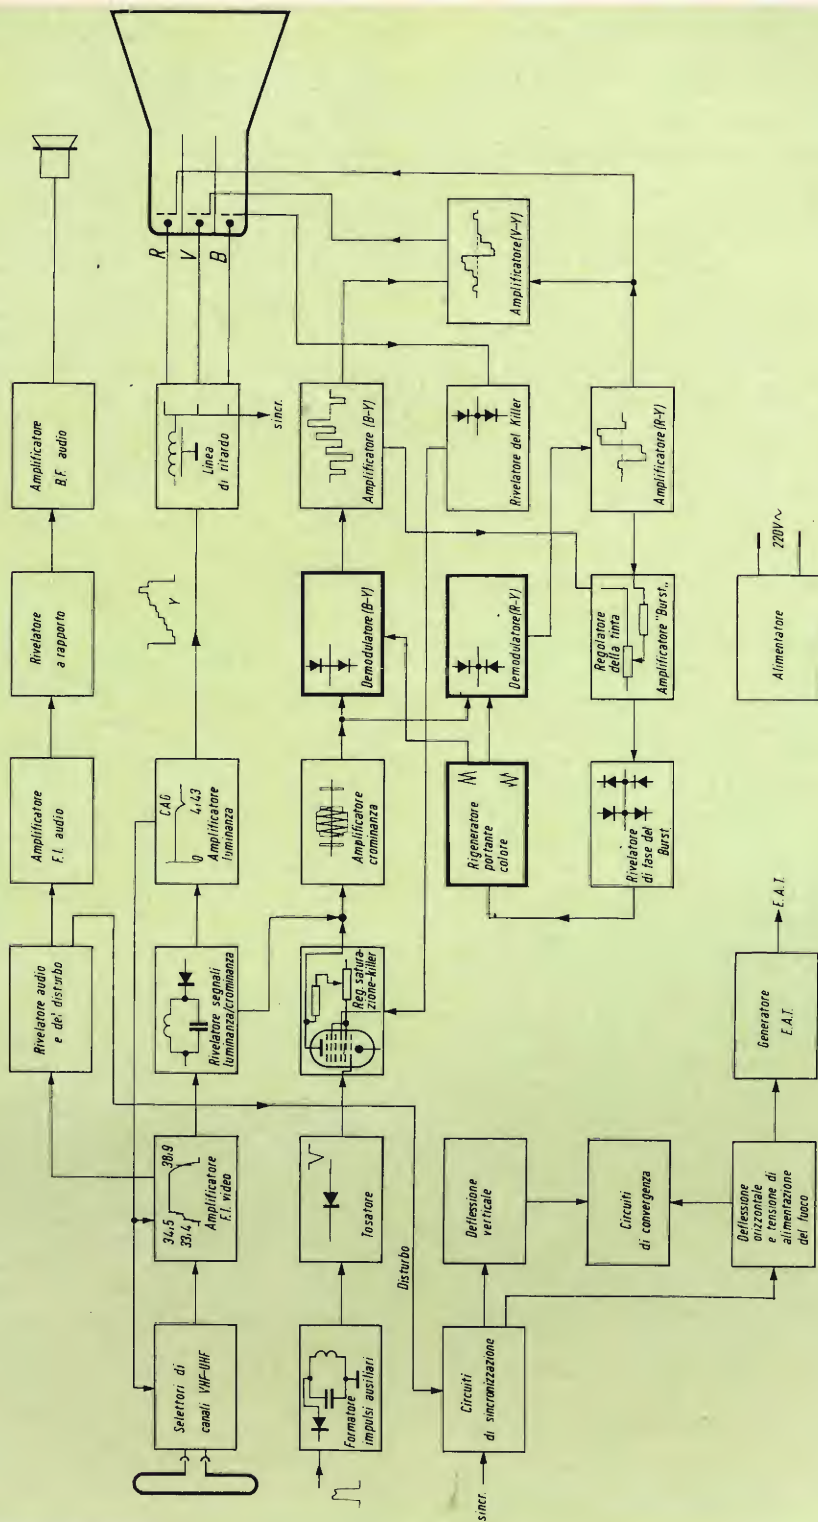 Selettori di
canali VHF-UHF
34,5
33,4
38,9
Amplificatore
F.I. video
Rivelatore audio
e del disturbo
Amplificatore
F.I. audio
Rivelatore
a rapporto
Amplificatore
B.F. audio
Rivelatore segnali
luminanza/crominanza
CAG
0
4,43
Amplificatore
luminanza
Y
Linea
di ritardo
sincr.
R
V
B
Formatore
impulsi ausiliari
Tosatore
Reg. satura-
zione-killer
Amplificatore
crominanza
Demodulatore (B-Y)
Amplificatore (B-Y)
Amplificatore (V-Y)
Disturbo
sincr.
Circuiti
di sincronizzazione
Deflessione
verticale
Circuiti
di convergenza
Rigeneratore
portante
colore
Demodulatore (R-Y)
Rivelatore del Killer
Rivelatore
di fase del
Burst
Regolatore
della tinta
Amplificatore "Burst„
Amplificatore (R-Y)
Deflessione
orizzontale
e tensione di
alimentazione
del fuoco
Generatore
E.A.T.
E.A.T.
Alimentatore
220V~